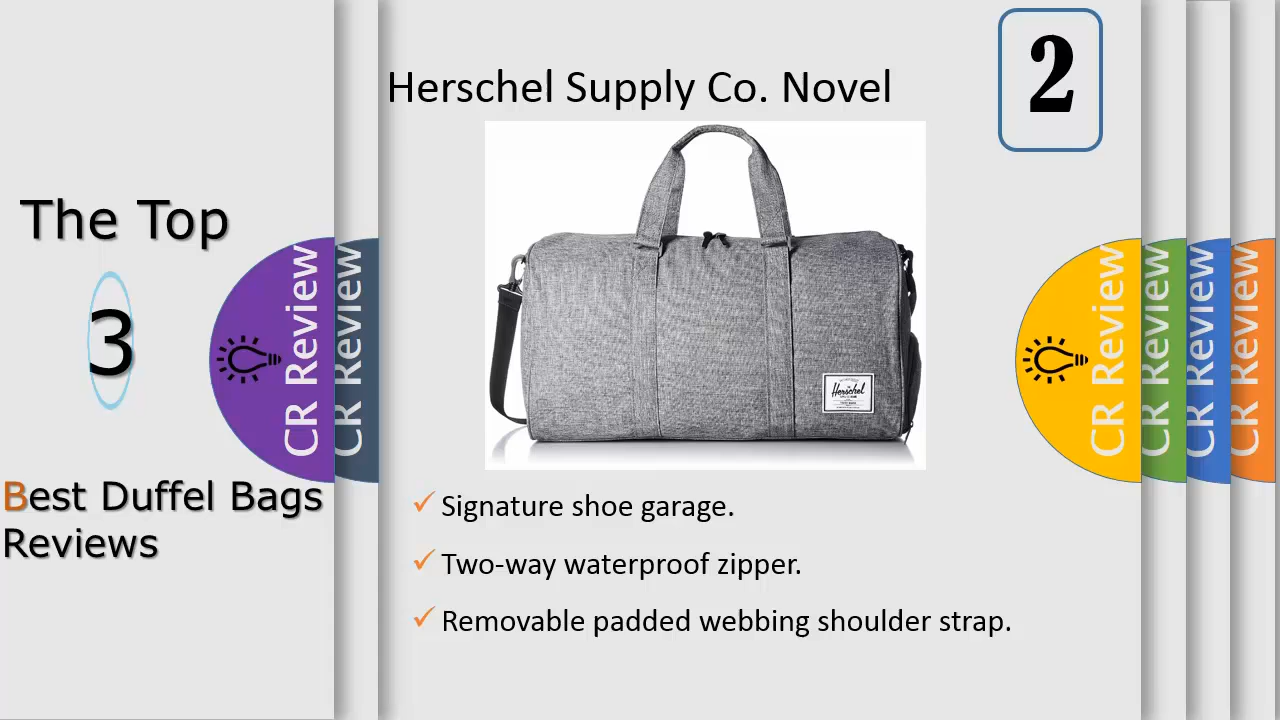 The Top
3
Best Duffel Bags
Reviews
CR Review
CR Review
Herschel Supply Co. Novel
2
Herschel
Signature shoe garage.
Two-way waterproof zipper.
Removable padded webbing shoulder strap.
CR Review
CR Review
CR Review
CR Review